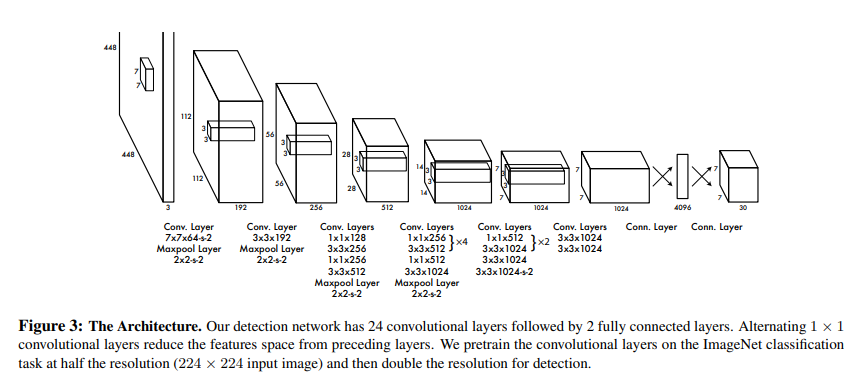 448
448
7
7
3
112
112
3
3
192
56
56
3
3
256
28
28
3
3
512
14
14
3
3
1024
7
7
3
3
1024
7
7
1024
4096
7
7
30
Conv. Layer
7x7x64-s-2
Maxpool Layer
2x2-s-2
Conv. Layer
3x3x192
Maxpool Layer
2x2-s-2
Conv. Layers
1x1x128
3x3x256
1x1x256
3x3x512
Maxpool Layer
2x2-s-2
Conv. Layers
1x1x256
3x3x512 }×4
1x1x512
3x3x1024
Maxpool Layer
2x2-s-2
Conv. Layers
1x1x512
3x3x1024 }×2
3x3x1024
3x3x1024-s-2
Conv. Layers
3x3x1024
3x3x1024
Conn. Layer
Conn. Layer
Figure 3: The Architecture. Our detection network has 24 convolutional layers followed by 2 fully connected layers. Alternating 1 × 1
convolutional layers reduce the features space from preceding layers. We pretrain the convolutional layers on the ImageNet classification
task at half the resolution (224 × 224 input image) and then double the resolution for detection.